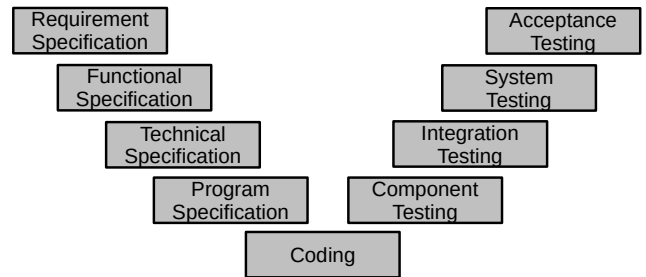 Requirement
Specification
Acceptance
Testing
Functional
Specification
System
Testing
Technical
Specification
Integration
Testing
Program
Specification
Component
Testing
Coding